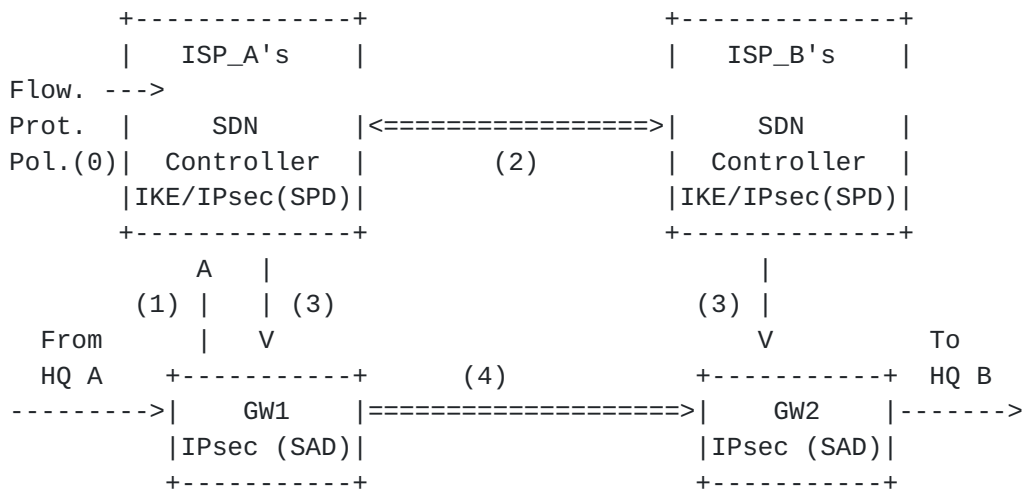 +--------------+                   +--------------+
|   ISP_A's    |                   |   ISP_B's    |
Flow. --->
Prot.  |     SDN      |<=================>|     SDN      |
Pol.(0)|  Controller  |        (2)        |  Controller  |
|IKE/IPsec(SPD)|                   |IKE/IPsec(SPD)|
+--------------+                   +--------------+
A   |                                |
(1) |   | (3)                       (3) |
From      |   V                                V          To
HQ A    +-----------+      (4)            +-----------+  HQ B
--------->|    GW1    |====================>|    GW2    |------->
|IPsec (SAD)|                     |IPsec (SAD)|
+-----------+                     +-----------+